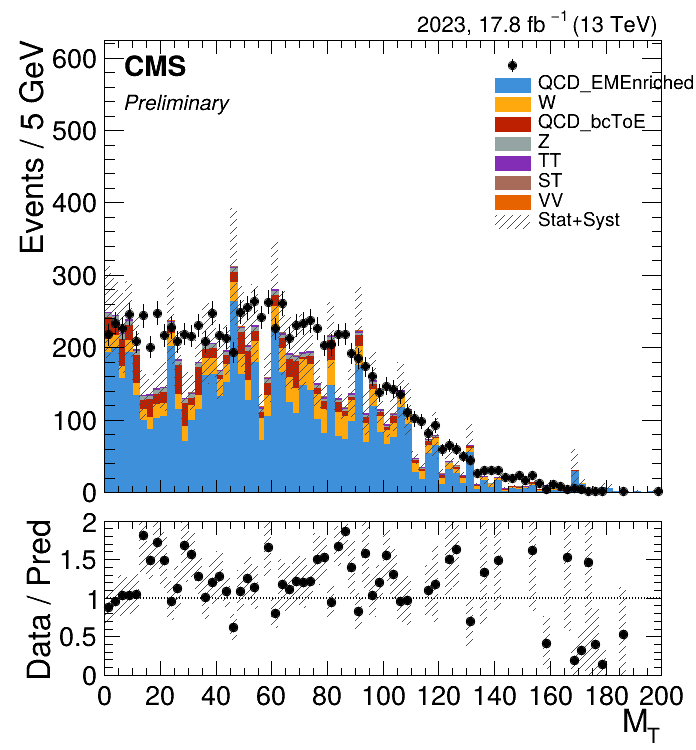 2023, 17.8 fb⁻¹ (13 TeV)
Events / 5 GeV
600
500
400
300
200
100
0
CMS
Preliminary
QCD_EMEnriched
W
QCD_bcToE
Z
TT
ST
VV
Stat+Syst
Data / Pred
2
1.5
1
0.5
0
0 20 40 60 80 100 120 140 160 180 200
M_T